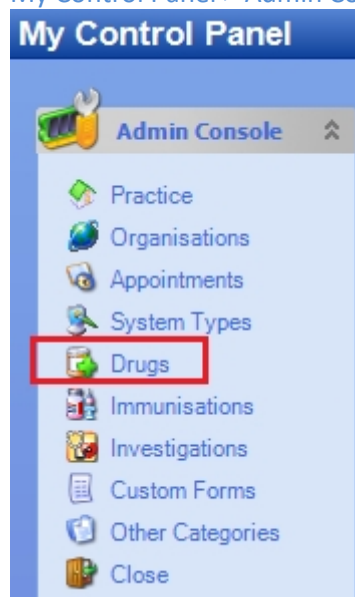 My Control Panel
Admin Console
Practice
Organisations
Appointments
System Types
Drugs
Immunisations
Investigations
Custom Forms
Other Categories
Close